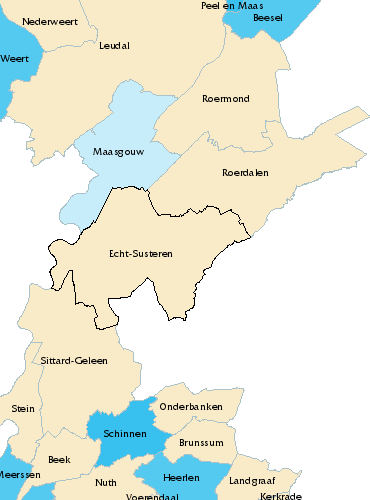 Peel en Maas
Beesel
Nederweert
Leudal
Weert
Roermond
Maasgouw
Roerdalen
Echt-Susteren
Sittard-Geleen
Stein
Onderbanken
Schinnen
Brunssum
Beek
Meerssen
Nuth
Heerlen
Landgraaf
Voerendaal
Kerkrade